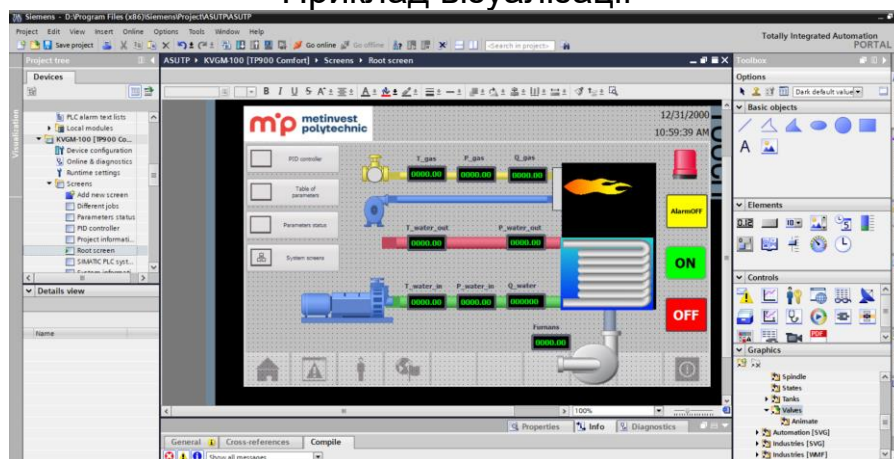 Приклад візуалізації
Siemens - D:\Program Files (x86)\Siemens\Project\ASUTP\ASUTP
Project Edit View Insert Online Options Tools Window Help
Totally Integrated Automation
PORTAL
Save project
Go online
Go offline
<Search in project>
Project tree
ASUTP ▸ KVGM-100 [TP900 Comfort] ▸ Screens ▸ Root screen
Toolbox
Devices
Options
Dark default value
Visualization
PLC alarm text lists
Local modules
KVGM-100 [TP900 Co...
Device configuration
Online & diagnostics
Runtime settings
Screens
Add new screen
Different jobs
Parameters status
PID controller
Project informati...
Root screen
SIMATIC PLC syst...
Details view
Name
metinvest
polytechnic
12/31/2000
10:59:39 AM
PID controller
Table of
parameters
Parameters status
System screens
T_gas P_gas Q_gas
0000.00 0000.00 0000.00
T_water_out P_water_out
0000.00 0000.00
T_water_in P_water_in Q_water
0000.00 0000.00 000000
Furnans
0000.00
AlarmOFF
ON
OFF
100%
Properties Info Diagnostics
General Cross-references Compile
Show all messages
Basic objects
A
Elements
Controls
PDF
Graphics
Spindle
States
Tanks
Values
Animate
Automation [SVG]
Industries [SVG]
Industries [WMF]